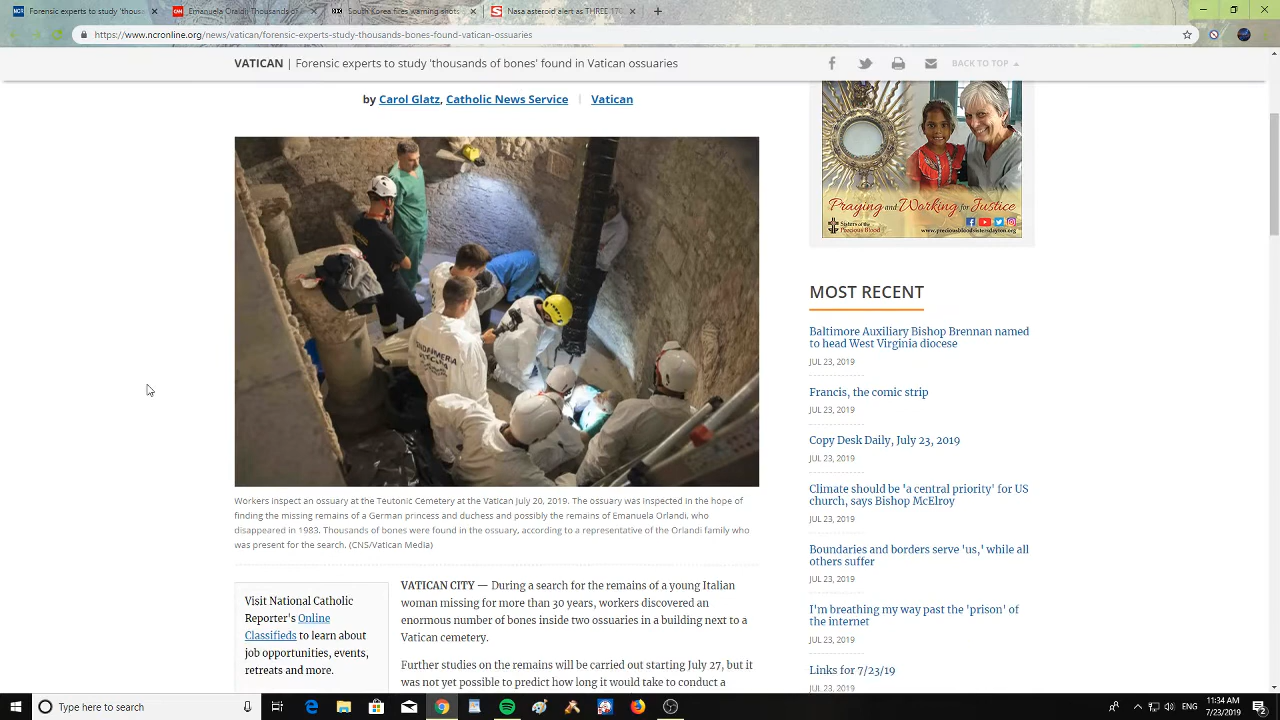 Forensic experts to study 'thous
Emanuela Orlandi: Thousands of
South Korea fires warning shots
Nasa asteroid alert as THREE 170
https://www.ncronline.org/news/vatican/forensic-experts-study-thousands-bones-found-vatican-ossuaries
VATICAN | Forensic experts to study 'thousands of bones' found in Vatican ossuaries
BACK TO TOP
by Carol Glatz, Catholic News Service | Vatican
GENDARMERIA
Workers inspect an ossuary at the Teutonic Cemetery at the Vatican July 20, 2019. The ossuary was inspected in the hope of
finding the missing remains of a German princess and duchess and possibly the remains of Emanuela Orlandi, who
disappeared in 1983. Thousands of bones were found in the ossuary, according to a representative of the Orlandi family who
was present for the search. (CNS/Vatican Media)
Visit National Catholic
Reporter's Online
Classifieds to learn about
job opportunities, events,
retreats and more.
VATICAN CITY — During a search for the remains of a young Italian
woman missing for more than 30 years, workers discovered an
enormous number of bones inside two ossuaries in a building next to a
Vatican cemetery.
Further studies on the remains will be carried out starting July 27, but it
was not yet possible to predict how long it would take to conduct a
Praying and Working for Justice
Sisters of the
Precious Blood
www.preciousbloodsistersdayton.org
MOST RECENT
Baltimore Auxiliary Bishop Brennan named
to head West Virginia diocese
JUL 23, 2019
Francis, the comic strip
JUL 23, 2019
Copy Desk Daily, July 23, 2019
JUL 23, 2019
Climate should be 'a central priority' for US
church, says Bishop McElroy
JUL 23, 2019
Boundaries and borders serve 'us,' while all
others suffer
JUL 23, 2019
I'm breathing my way past the 'prison' of
the internet
JUL 23, 2019
Links for 7/23/19
JUL 23, 2019
Type here to search
ENG
11:34 AM
7/23/2019